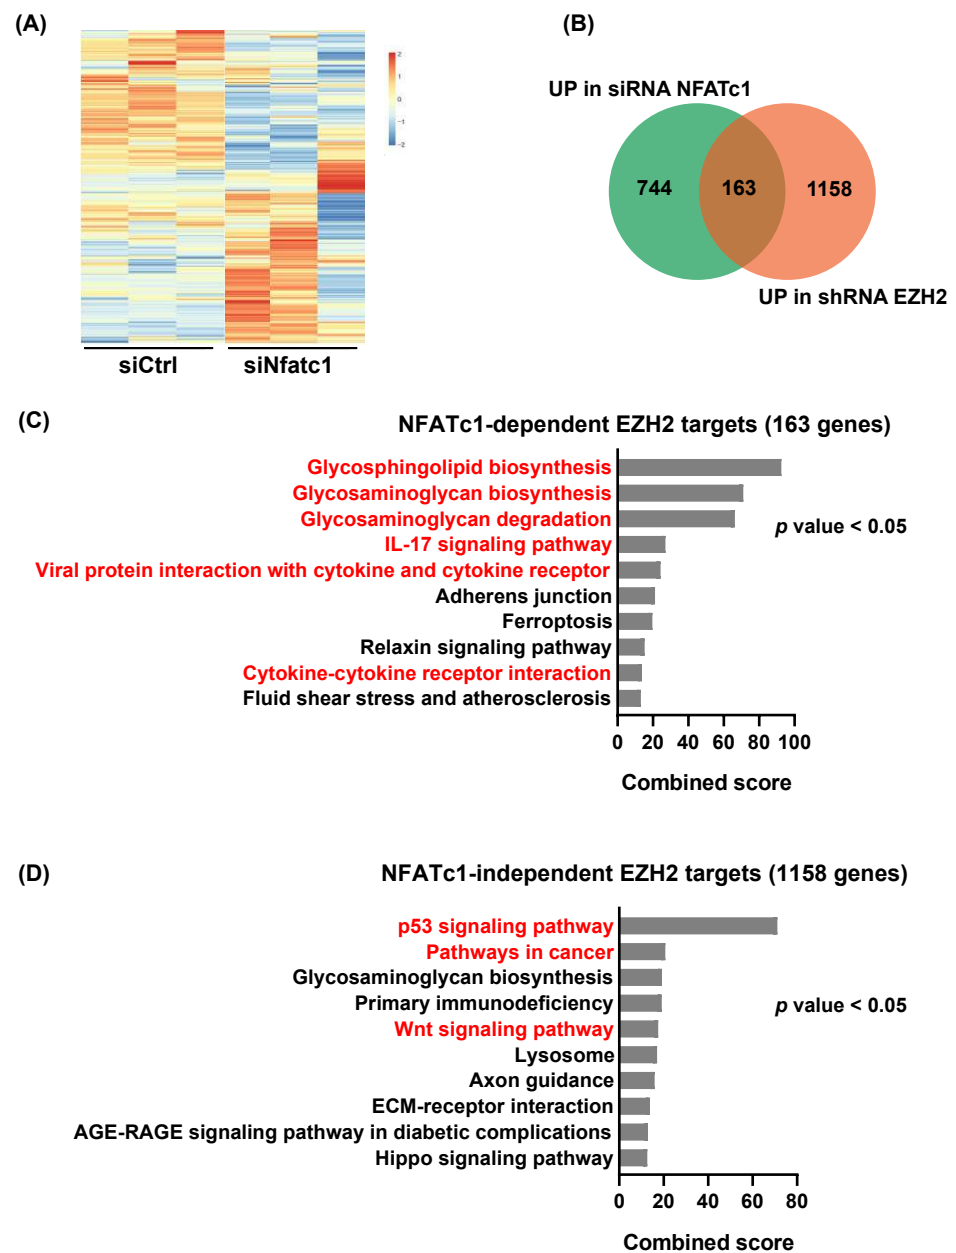 (A)
(B)
2
1
0
-1
-2
siCtrl
siNfatc1
UP in siRNA NFATc1
744
163
1158
UP in shRNA EZH2
(C)
NFATc1-dependent EZH2 targets (163 genes)
Glycosphingolipid biosynthesis
Glycosaminoglycan biosynthesis
Glycosaminoglycan degradation
IL-17 signaling pathway
Viral protein interaction with cytokine and cytokine receptor
Adherens junction
Ferroptosis
Relaxin signaling pathway
Cytokine-cytokine receptor interaction
Fluid shear stress and atherosclerosis
p value < 0.05
0 20 40 60 80 100
Combined score
(D)
NFATc1-independent EZH2 targets (1158 genes)
p53 signaling pathway
Pathways in cancer
Glycosaminoglycan biosynthesis
Primary immunodeficiency
Wnt signaling pathway
Lysosome
Axon guidance
ECM-receptor interaction
AGE-RAGE signaling pathway in diabetic complications
Hippo signaling pathway
p value < 0.05
0 20 40 60 80
Combined score